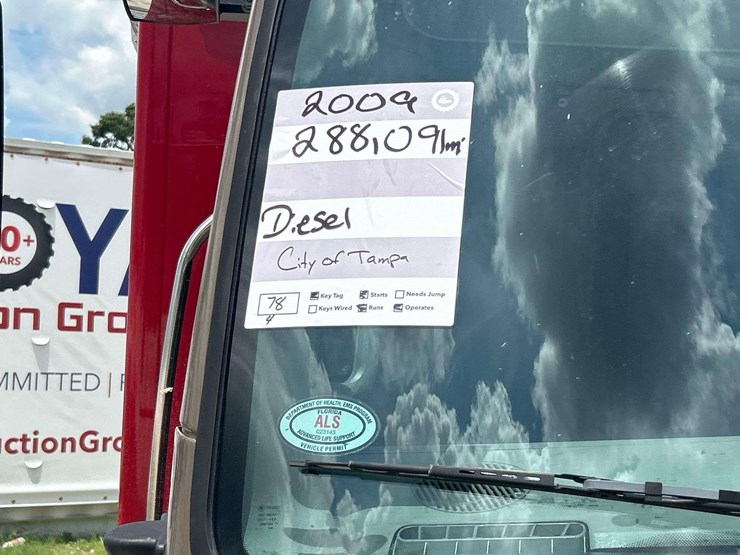 2009
288,091mi
Diesel
City of Tampa
78
4
Key Tag Starts Needs Jump
Keys Wired Runs Operates
DEPARTMENT OF HEALTH, EMS PROGRAM
FLORIDA
ALS
ADVANCED LIFE SUPPORT
VEHICLE PERMIT
0+
ARS
YA
on Gro
MMITTED |
uctionGro